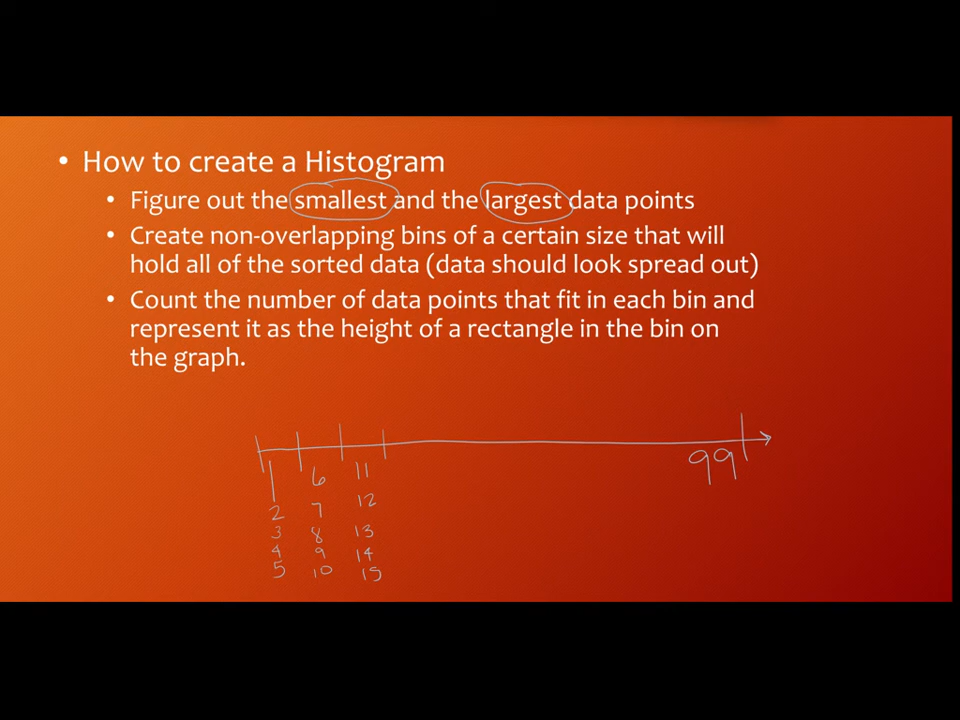 • How to create a Histogram
• Figure out the smallest and the largest data points
• Create non-overlapping bins of a certain size that will
hold all of the sorted data (data should look spread out)
• Count the number of data points that fit in each bin and
represent it as the height of a rectangle in the bin on
the graph.
1 6 11 99
2 7 12
3 8 13
4 9 14
5 10 15